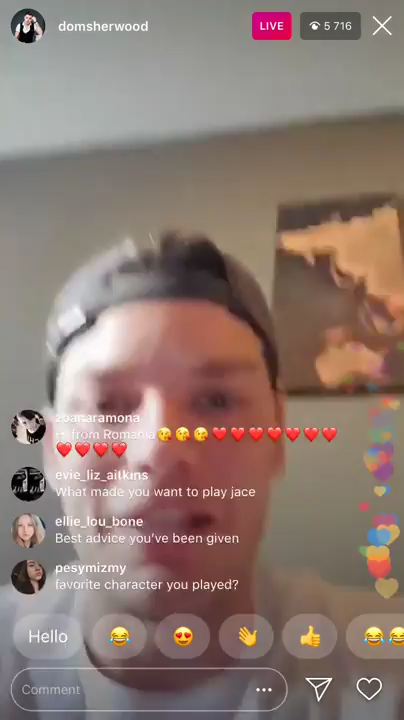 domsherwood
LIVE
5 716
from Romania😘😘😘❤️❤️❤️❤️❤️❤️❤️
❤️❤️❤️❤️
evie_liz_aitkins
What made you want to play jace
ellie_lou_bone
Best advice you've been given
pesymizmy
favorite character you played?
Hello 😂 😍 👋 👍 😂😂
Comment